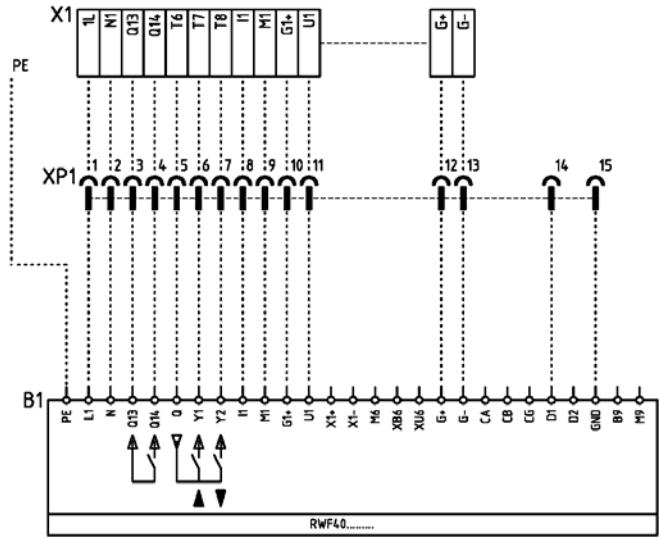 X1 1L N1 Q13 Q14 T6 T7 T8 I1 M1 G1+ U1 G+ G-
PE
XP1 1 2 3 4 5 6 7 8 9 10 11 12 13 14 15
B1 PE L1 N Q13 Q14 Q Y1 Y2 I1 M1 G1+ U1 X1+ X1- M6 XB6 XU6 G+ G- CA CB CG D1 D2 GND B9 M9
RWF40.........